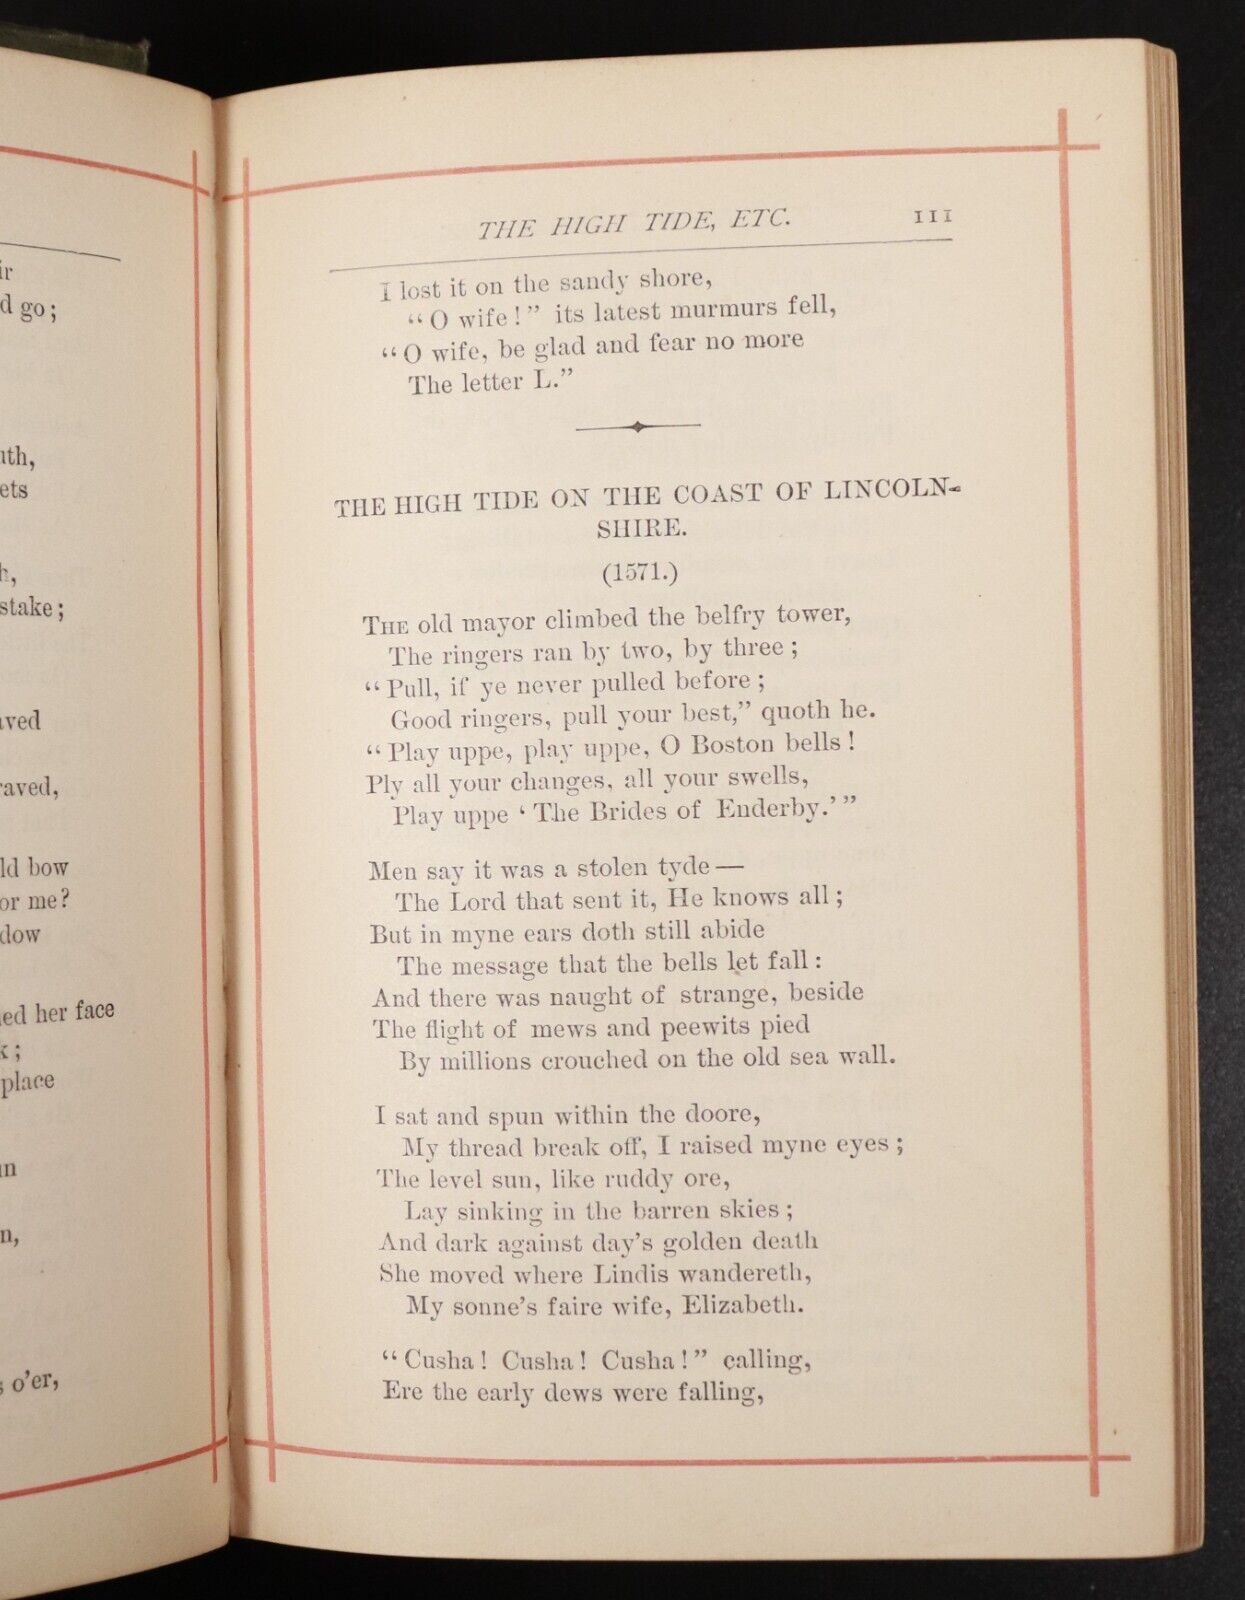 ir
d go;
uth,
ets
h,
stake;
aved
raved,
ld bow
or me?
dow
ed her face
k;
place
in
n,
s o'er,
THE HIGH TIDE, ETC. 111
I lost it on the sandy shore,
“O wife!” its latest murmurs fell,
“O wife, be glad and fear no more
The letter L.”
THE HIGH TIDE ON THE COAST OF LINCOLN-
SHIRE.
(1571.)
THE old mayor climbed the belfry tower,
The ringers ran by two, by three;
“Pull, if ye never pulled before;
Good ringers, pull your best,” quoth he.
“Play uppe, play uppe, O Boston bells!
Ply all your changes, all your swells,
Play uppe ‘The Brides of Enderby.’”
Men say it was a stolen tyde—
The Lord that sent it, He knows all;
But in myne ears doth still abide
The message that the bells let fall:
And there was naught of strange, beside
The flight of mews and peewits pied
By millions crouched on the old sea wall.
I sat and spun within the doore,
My thread break off, I raised myne eyes;
The level sun, like ruddy ore,
Lay sinking in the barren skies;
And dark against day's golden death
She moved where Lindis wandereth,
My sonne's faire wife, Elizabeth.
“Cusha! Cusha! Cusha!” calling,
Ere the early dews were falling,